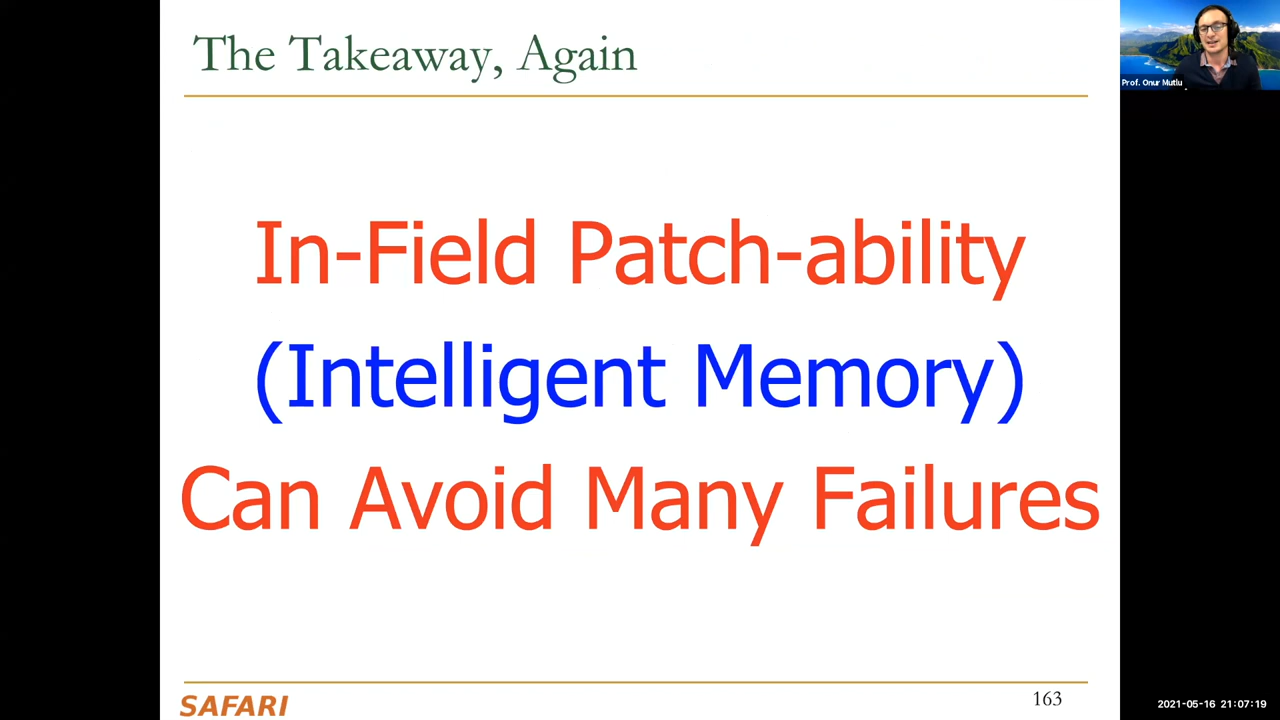 The Takeaway, Again
Prof. Onur Mutlu
In-Field Patch-ability
(Intelligent Memory)
Can Avoid Many Failures
SAFARI
163
2021-05-16 21:07:19